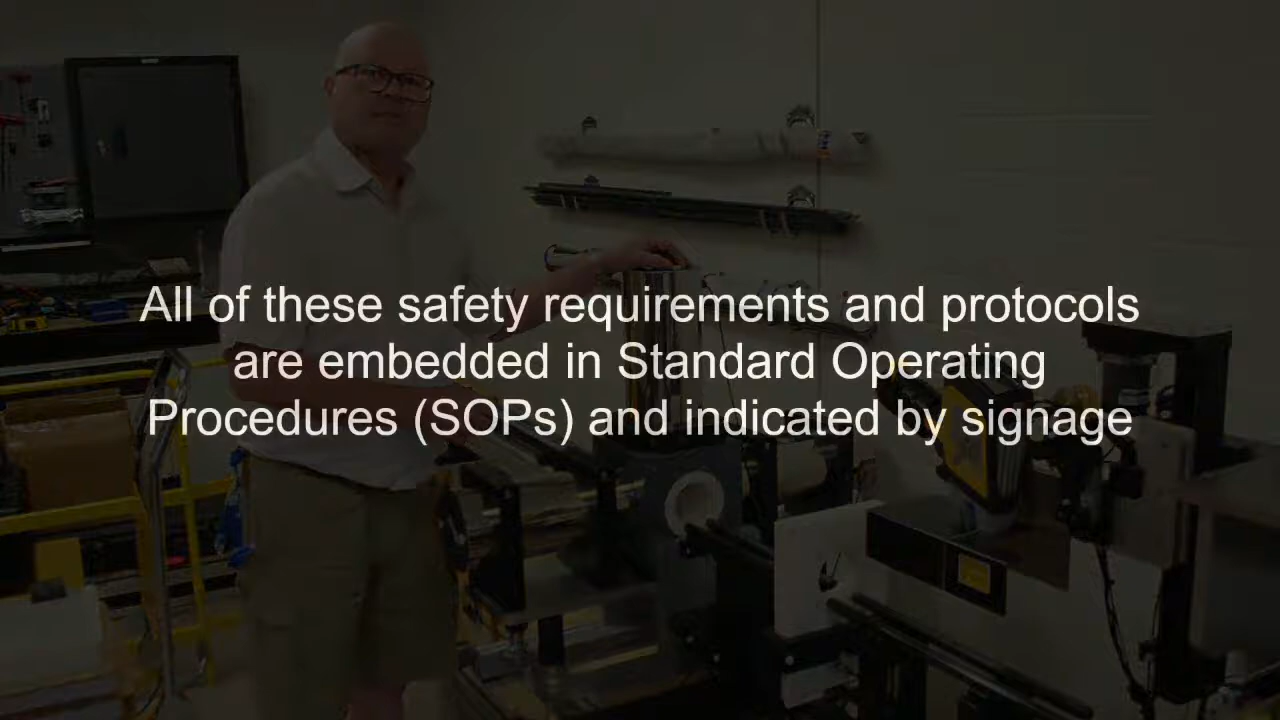 All of these safety requirements and protocols
are embedded in Standard Operating
Procedures (SOPs) and indicated by signage